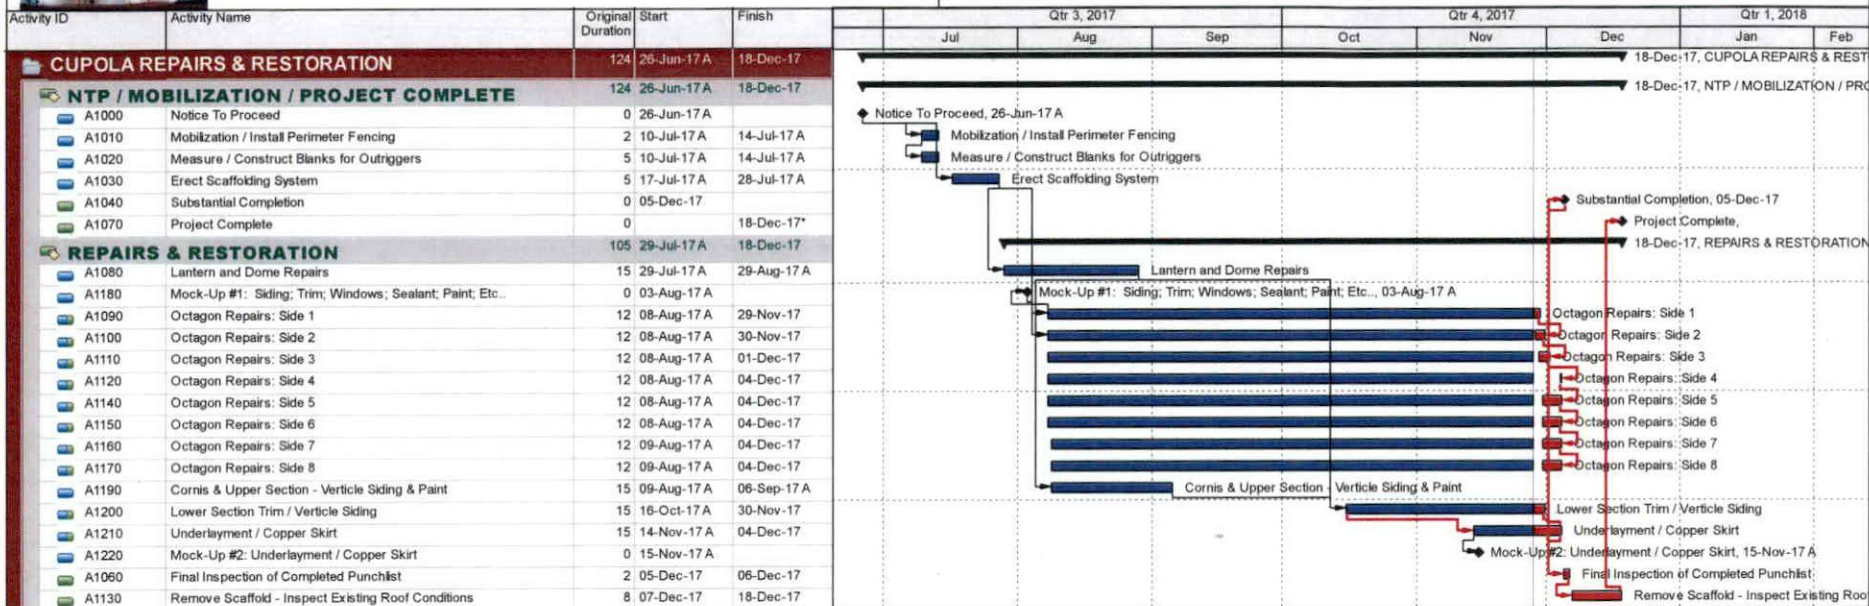 Activity ID Activity Name Original Duration Start Finish Qtr 3, 2017 Qtr 4, 2017 Qtr 1, 2018
Jul Aug Sep Oct Nov Dec Jan Feb
CUPOLA REPAIRS & RESTORATION 124 26-Jun-17 A 18-Dec-17 18-Dec-17, CUPOLA REPAIRS & REST
NTP / MOBILIZATION / PROJECT COMPLETE 124 26-Jun-17 A 18-Dec-17 18-Dec-17, NTP / MOBILIZATION / PRO
A1000 Notice To Proceed 0 26-Jun-17 A Notice To Proceed, 26-Jun-17 A
A1010 Mobilization / Install Perimeter Fencing 2 10-Jul-17 A 14-Jul-17 A Mobilization / Install Perimeter Fencing
A1020 Measure / Construct Blanks for Outriggers 5 10-Jul-17 A 14-Jul-17 A Measure / Construct Blanks for Outriggers
A1030 Erect Scaffolding System 5 17-Jul-17 A 28-Jul-17 A Erect Scaffolding System
A1040 Substantial Completion 0 05-Dec-17 Substantial Completion, 05-Dec-17
A1070 Project Complete 0 18-Dec-17* Project Complete,
REPAIRS & RESTORATION 105 29-Jul-17 A 18-Dec-17 18-Dec-17, REPAIRS & RESTORATION
A1080 Lantern and Dome Repairs 15 29-Jul-17 A 29-Aug-17 A Lantern and Dome Repairs
A1180 Mock-Up #1: Siding; Trim; Windows; Sealant; Paint; Etc.. 0 03-Aug-17 A Mock-Up #1: Siding; Trim; Windows; Sealant; Paint; Etc.., 03-Aug-17 A
A1090 Octagon Repairs: Side 1 12 08-Aug-17 A 29-Nov-17 Octagon Repairs: Side 1
A1100 Octagon Repairs: Side 2 12 08-Aug-17 A 30-Nov-17 Octagon Repairs: Side 2
A1110 Octagon Repairs: Side 3 12 08-Aug-17 A 01-Dec-17 Octagon Repairs: Side 3
A1120 Octagon Repairs: Side 4 12 08-Aug-17 A 04-Dec-17 Octagon Repairs: Side 4
A1140 Octagon Repairs: Side 5 12 08-Aug-17 A 04-Dec-17 Octagon Repairs: Side 5
A1150 Octagon Repairs: Side 6 12 08-Aug-17 A 04-Dec-17 Octagon Repairs: Side 6
A1160 Octagon Repairs: Side 7 12 09-Aug-17 A 04-Dec-17 Octagon Repairs: Side 7
A1170 Octagon Repairs: Side 8 12 09-Aug-17 A 04-Dec-17 Octagon Repairs: Side 8
A1190 Cornis & Upper Section - Verticle Siding & Paint 15 09-Aug-17 A 06-Sep-17 A Cornis & Upper Section - Verticle Siding & Paint
A1200 Lower Section Trim / Verticle Siding 15 16-Oct-17 A 30-Nov-17 Lower Section Trim / Verticle Siding
A1210 Underlayment / Copper Skirt 15 14-Nov-17 A 04-Dec-17 Underlayment / Copper Skirt
A1220 Mock-Up #2: Underlayment / Copper Skirt 0 15-Nov-17 A Mock-Up #2: Underlayment / Copper Skirt, 15-Nov-17 A
A1060 Final Inspection of Completed Punchlist 2 05-Dec-17 06-Dec-17 Final Inspection of Completed Punchlist
A1130 Remove Scaffold - Inspect Existing Roof Conditions 8 07-Dec-17 18-Dec-17 Remove Scaffold - Inspect Existing Roo